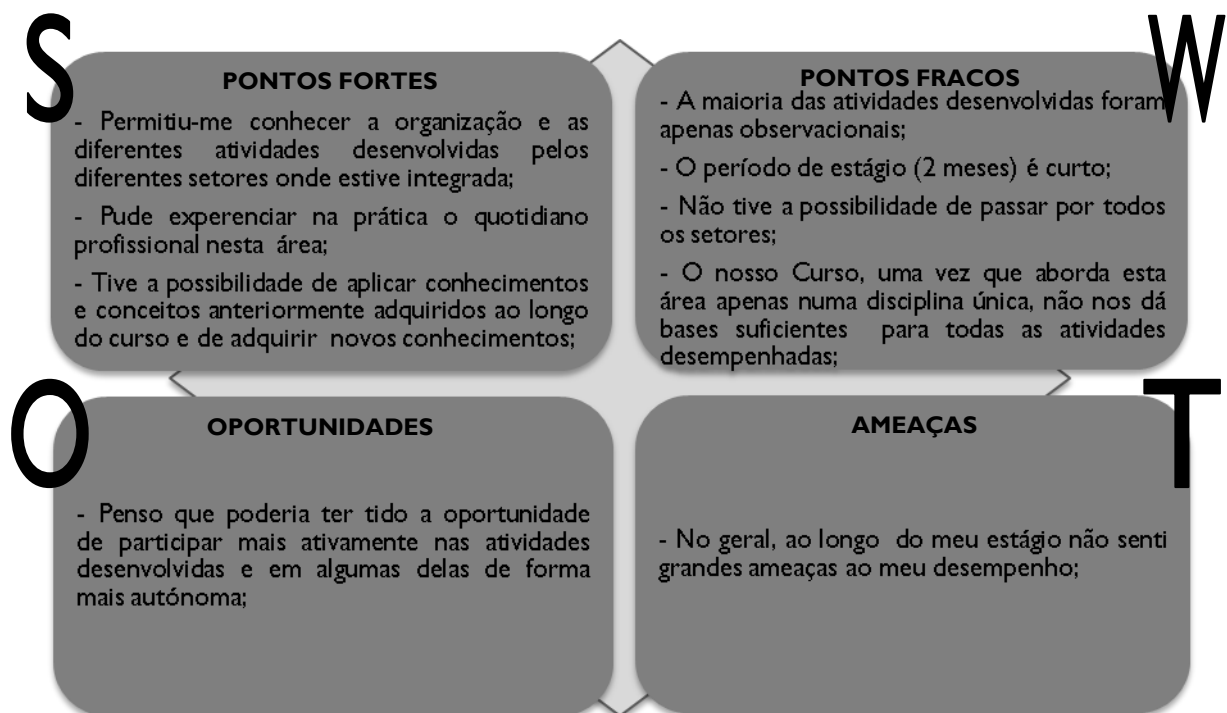 S
PONTOS FORTES
- Permitiu-me conhecer a organização e as
diferentes atividades desenvolvidas pelos
diferentes setores onde estive integrada;
- Pude experenciar na prática o quotidiano
profissional nesta área;
- Tive a possibilidade de aplicar conhecimentos
e conceitos anteriormente adquiridos ao longo
do curso e de adquirir novos conhecimentos;
W
PONTOS FRACOS
- A maioria das atividades desenvolvidas foram
apenas observacionais;
- O período de estágio (2 meses) é curto;
- Não tive a possibilidade de passar por todos
os setores;
- O nosso Curso, uma vez que aborda esta
área apenas numa disciplina única, não nos dá
bases suficientes para todas as atividades
desempenhadas;
O
OPORTUNIDADES
- Penso que poderia ter tido a oportunidade
de participar mais ativamente nas atividades
desenvolvidas e em algumas delas de forma
mais autónoma;
T
AMEAÇAS
- No geral, ao longo do meu estágio não senti
grandes ameaças ao meu desempenho;